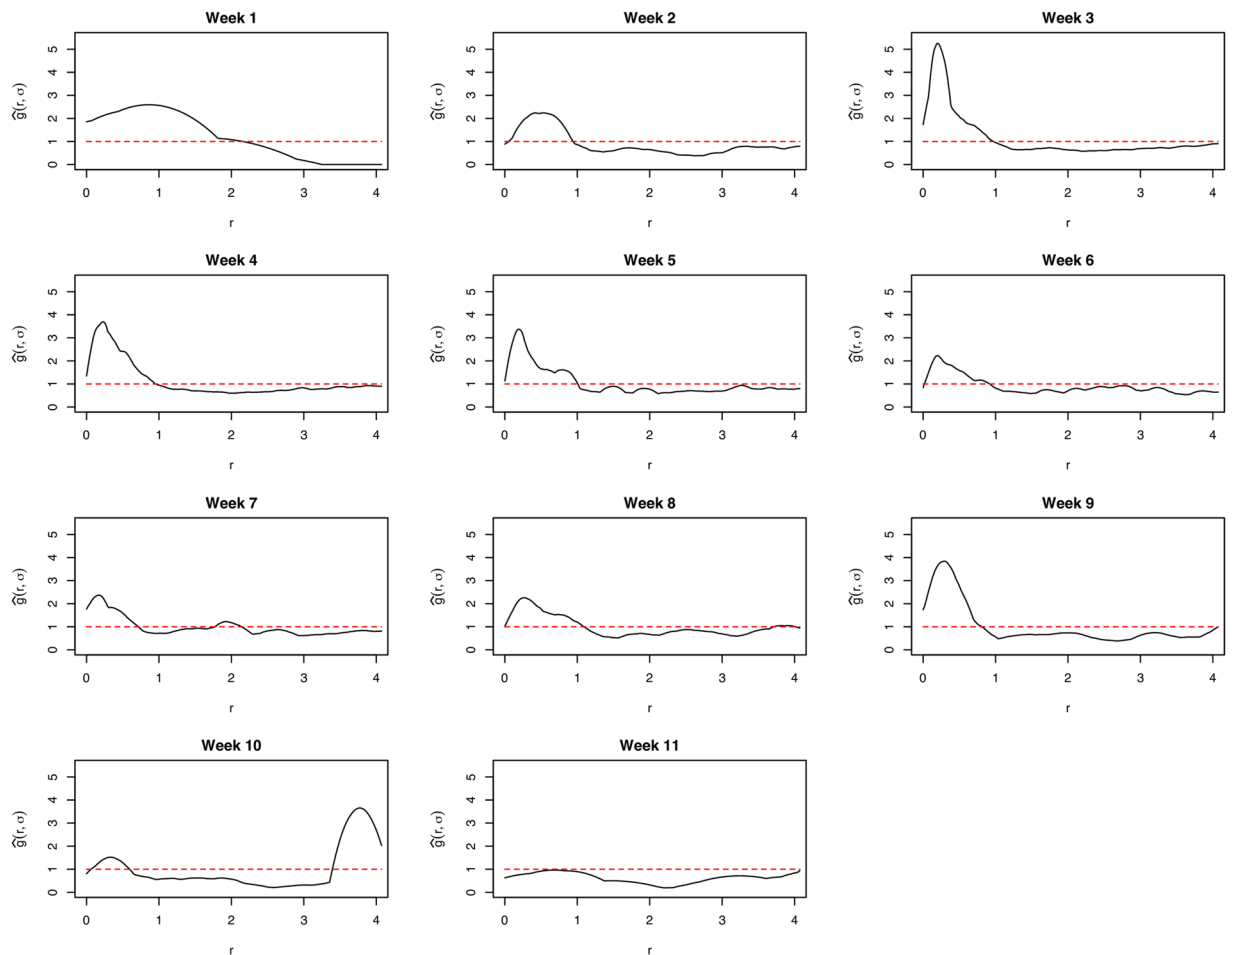 Week 1
ĝ(r, σ)
0 1 2 3 4 5
0 1 2 3 4
r
Week 2
ĝ(r, σ)
0 1 2 3 4 5
0 1 2 3 4
r
Week 3
ĝ(r, σ)
0 1 2 3 4 5
0 1 2 3 4
r
Week 4
ĝ(r, σ)
0 1 2 3 4 5
0 1 2 3 4
r
Week 5
ĝ(r, σ)
0 1 2 3 4 5
0 1 2 3 4
r
Week 6
ĝ(r, σ)
0 1 2 3 4 5
0 1 2 3 4
r
Week 7
ĝ(r, σ)
0 1 2 3 4 5
0 1 2 3 4
r
Week 8
ĝ(r, σ)
0 1 2 3 4 5
0 1 2 3 4
r
Week 9
ĝ(r, σ)
0 1 2 3 4 5
0 1 2 3 4
r
Week 10
ĝ(r, σ)
0 1 2 3 4 5
0 1 2 3 4
r
Week 11
ĝ(r, σ)
0 1 2 3 4 5
0 1 2 3 4
r